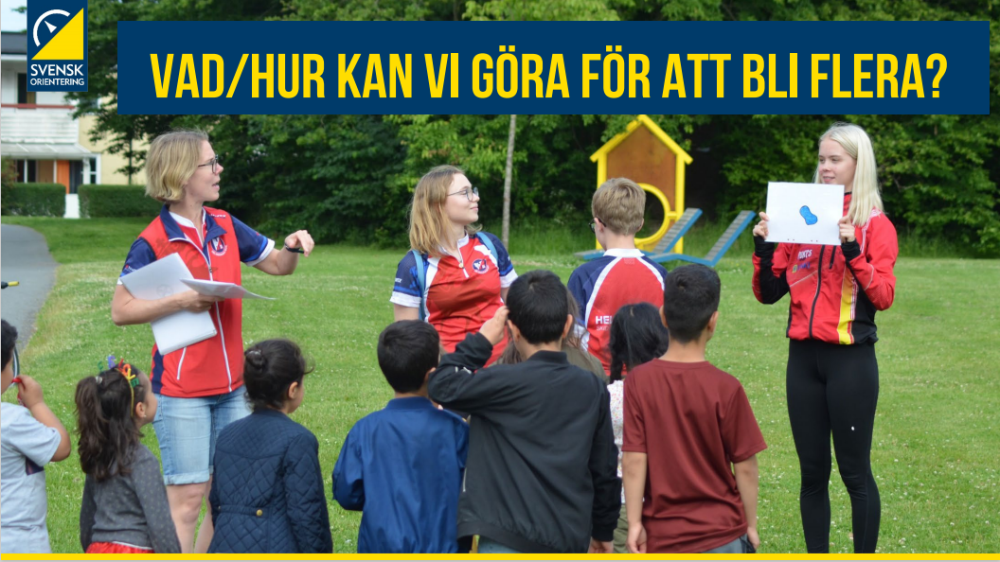 SVENSK
ORIENTERING
VAD/HUR KAN VI GÖRA FÖR ATT BLI FLERA?